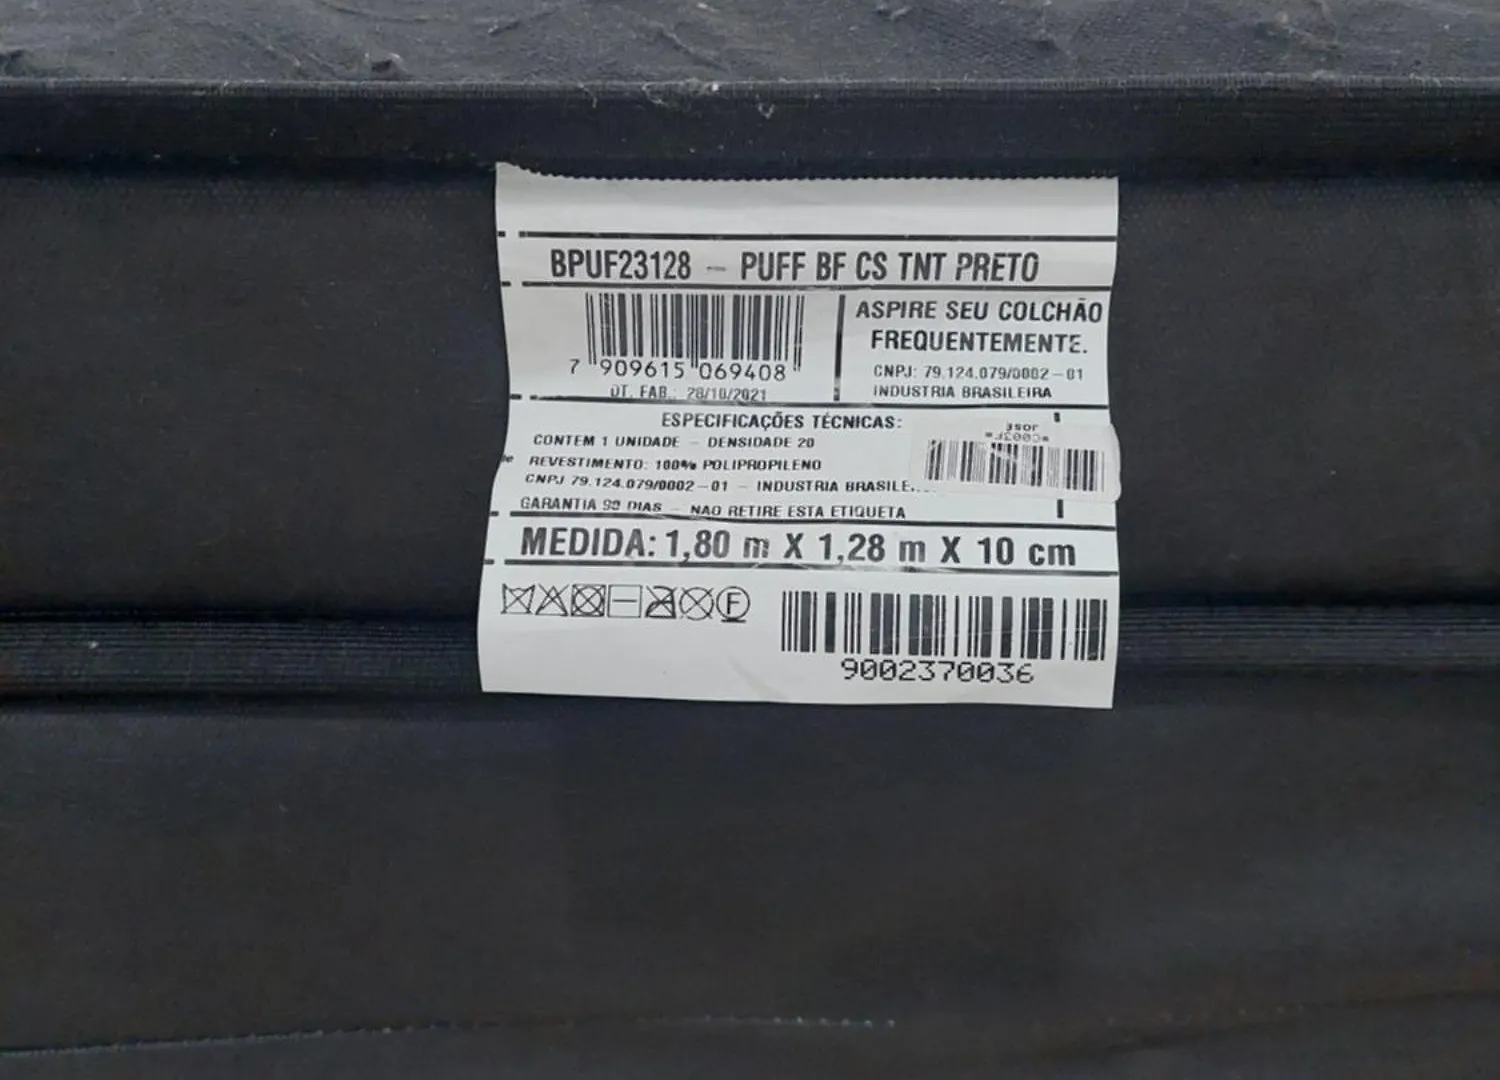 BPUF23128 - PUFF BF CS TNT PRETO
7 909615 069408
DT. FAB.: 28/10/2021
ASPIRE SEU COLCHÃO
FREQUENTEMENTE.
CNPJ: 79.124.079/0002-01
INDUSTRIA BRASILEIRA
ESPECIFICAÇÕES TÉCNICAS:
CONTEM 1 UNIDADE - DENSIDADE 20
REVESTIMENTO: 100% POLIPROPILENO
CNPJ 79.124.079/0002-01 - INDUSTRIA BRASILE
GARANTIA 90 DIAS - NAO RETIRE ESTA ETIQUETA
JOSE
MEDIDA: 1,80 m X 1,28 m X 10 cm
F
9002370036